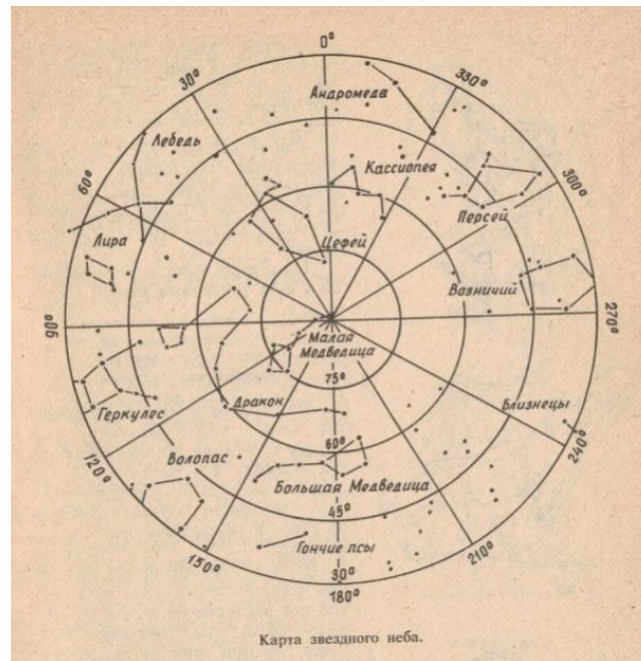 0°
30°
330°
Андромеда
Лебедь
Кассиопея
60°
300°
Персей
Лира
Цефей
Возничий
90°
270°
Малая
Медведица
75°
Дракон
Близнецы
Геркулес
240°
60°
120°
Волопас
Большая Медведица
45°
210°
Гончие псы
150°
30°
180°
Карта звездного неба.